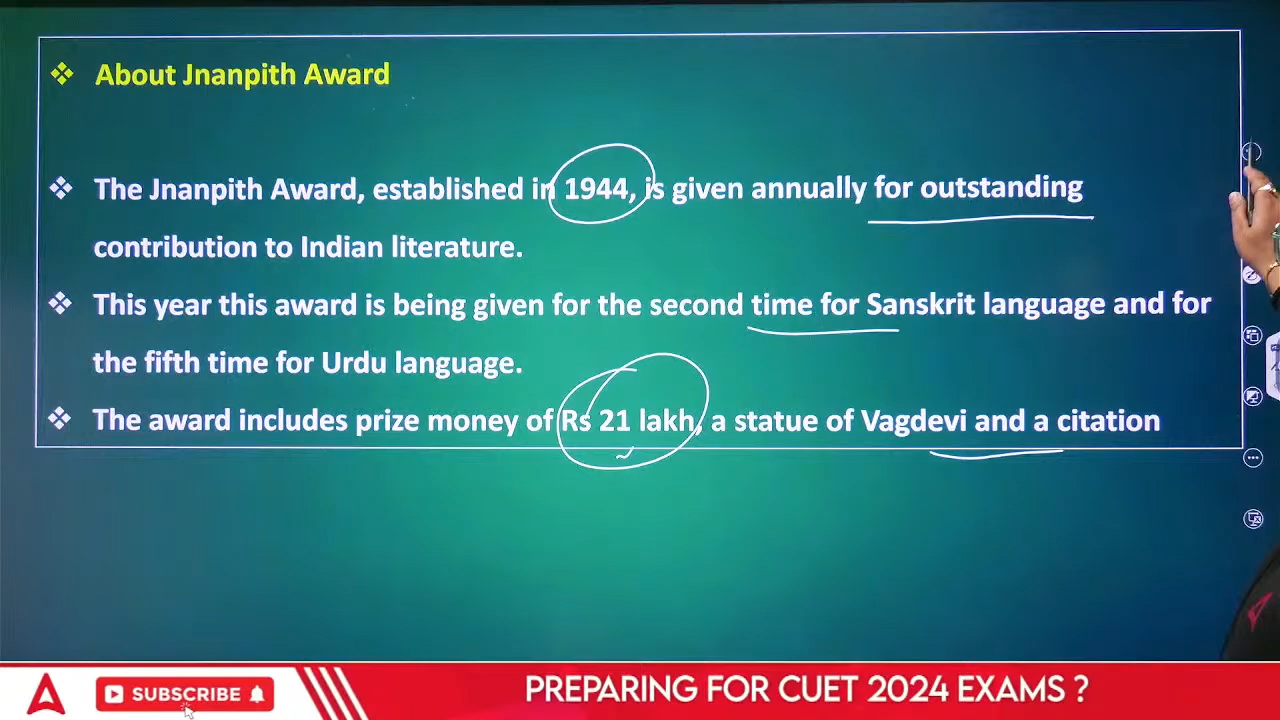 About Jnanpith Award
The Jnanpith Award, established in 1944, is given annually for outstanding
contribution to Indian literature.
This year this award is being given for the second time for Sanskrit language and for
the fifth time for Urdu language.
The award includes prize money of Rs 21 lakh, a statue of Vagdevi and a citation
SUBSCRIBE
PREPARING FOR CUET 2024 EXAMS ?